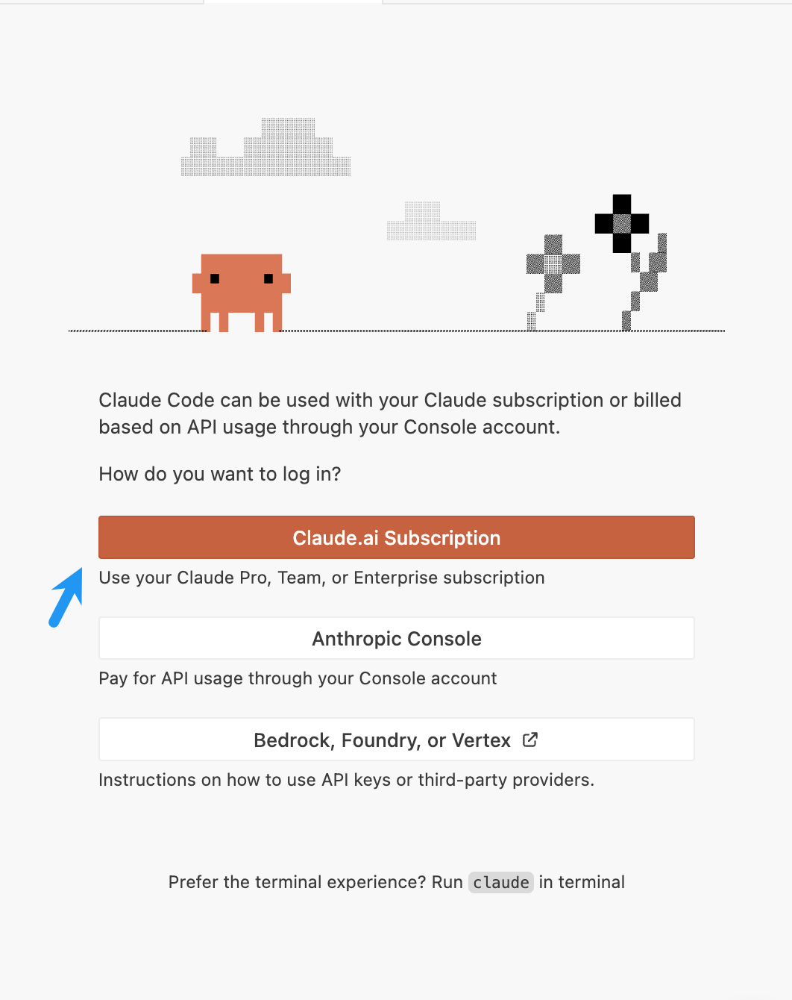 Claude Code can be used with your Claude subscription or billed
based on API usage through your Console account.
How do you want to log in?
Claude.ai Subscription
Use your Claude Pro, Team, or Enterprise subscription
Anthropic Console
Pay for API usage through your Console account
Bedrock, Foundry, or Vertex
Instructions on how to use API keys or third-party providers.
Prefer the terminal experience? Run claude in terminal